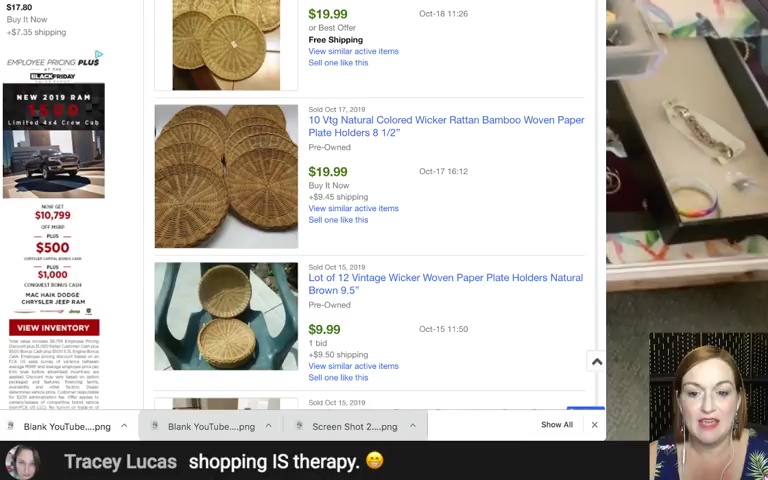 $17.80
Buy It Now
+$7.35 shipping
EMPLOYEE PRICING PLUS
AT THE
BLACKFRIDAY
NEW 2019 RAM
1500
Limited 4x4 Crew Cab
NOW GET
$10,799
OFF MSRP
PLUS
$500
CHRYSLER CAPITAL BONUS CASH
PLUS
$1,000
CONQUEST BONUS CASH
MAC HAIK DODGE
CHRYSLER JEEP RAM
VIEW INVENTORY
$19.99
Oct-18 11:26
or Best Offer
Free Shipping
View similar active items
Sell one like this
Sold Oct 17, 2019
10 Vtg Natural Colored Wicker Rattan Bamboo Woven Paper
Plate Holders 8 1/2”
Pre-Owned
$19.99
Oct-17 16:12
Buy It Now
+$9.45 shipping
View similar active items
Sell one like this
Sold Oct 15, 2019
Lot of 12 Vintage Wicker Woven Paper Plate Holders Natural
Brown 9.5”
Pre-Owned
$9.99
Oct-15 11:50
1 bid
+$9.50 shipping
View similar active items
Sell one like this
Sold Oct 15, 2019
Blank YouTube....png
Blank YouTube....png
Screen Shot 2....png
Show All
Tracey Lucas shopping IS therapy. 😁